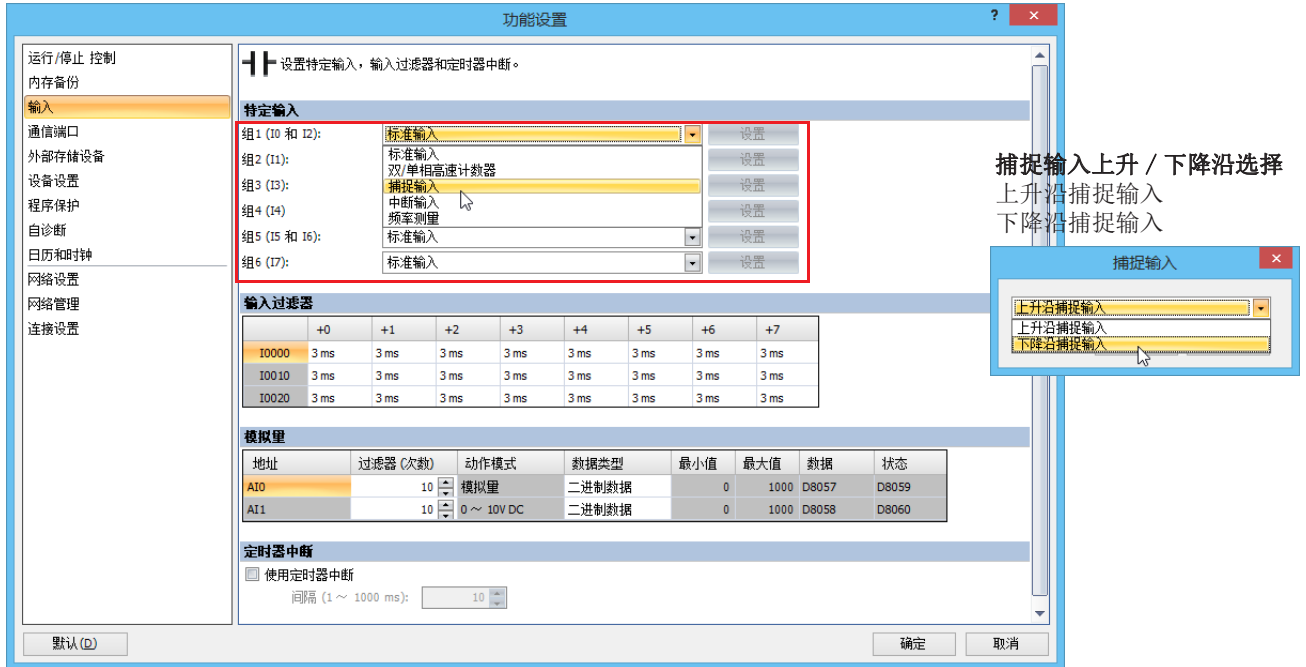 功能设置
? ×
运行/停止 控制
内存备份
输入
通信端口
外部存储设备
设备设置
程序保护
自诊断
日历和时钟
网络设置
网络管理
连接设置
设置特定输入，输入过滤器和定时器中断。
特定输入
组1 (I0 和 I2): 标准输入 设置
标准输入
双/单相高速计数器
捕捉输入
中断输入
频率测量
组2 (I1): 设置
组3 (I3): 设置
组4 (I4) 设置
组5 (I5 和 I6): 标准输入 设置
组6 (I7): 标准输入 设置
输入过滤器
+0 +1 +2 +3 +4 +5 +6 +7
I0000 3 ms 3 ms 3 ms 3 ms 3 ms 3 ms 3 ms 3 ms
I0010 3 ms 3 ms 3 ms 3 ms 3 ms 3 ms 3 ms 3 ms
I0020 3 ms 3 ms 3 ms 3 ms 3 ms 3 ms 3 ms 3 ms
模拟量
地址 过滤器 (次数) 动作模式 数据类型 最小值 最大值 数据 状态
AI0 10 模拟量 二进制数据 0 1000 D8057 D8059
AI1 10 0 ～ 10V DC 二进制数据 0 1000 D8058 D8060
定时器中断
使用定时器中断
间隔 (1 ～ 1000 ms): 10
默认(D) 确定 取消
捕捉输入上升 / 下降沿选择
上升沿捕捉输入
下降沿捕捉输入
捕捉输入 ×
上升沿捕捉输入
上升沿捕捉输入
下降沿捕捉输入